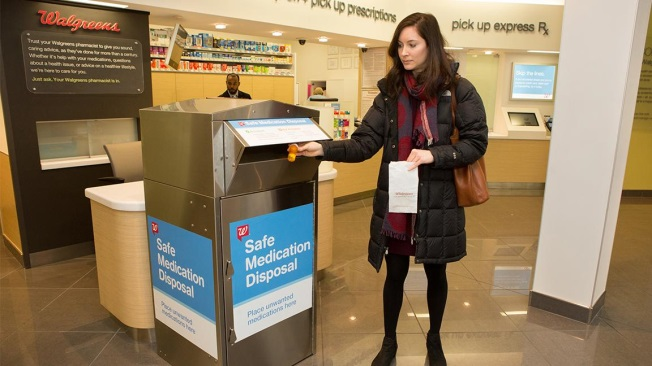 Walgreens
Trust your Walgreens pharmacist to give you sound,
caring advice, as they've done for more than a century.
Whether it's help with your medications, questions
about a health issue, or advice on a healthier lifestyle,
we're here to care for you.
Just ask. Your Walgreens pharmacist is in.
pick up prescriptions
pick up express Rx
Safe Medication Disposal
W
Safe
Medication
Disposal
Place unwanted
medications here
W
Safe
Medication
Disposal
Place unwanted
medications here